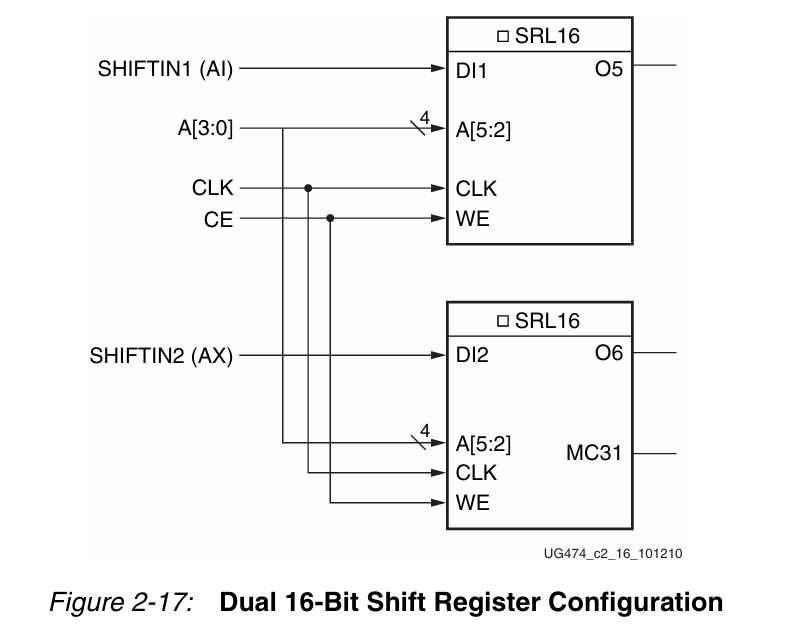 SRL16
SHIFTIN1 (AI)
DI1
O5
A[3:0]
4
A[5:2]
CLK
CLK
CE
WE
SRL16
SHIFTIN2 (AX)
DI2
O6
4
A[5:2]
MC31
CLK
WE
UG474_c2_16_101210
Figure 2-17: Dual 16-Bit Shift Register Configuration